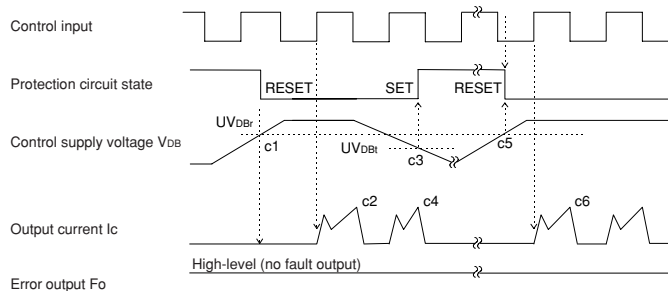 Control input
Protection circuit state
RESET
SET
RESET
UVDBr
Control supply voltage VDB
c1
UVDBt
c3
c5
Output current Ic
c2
c4
c6
High-level (no fault output)
Error output Fo